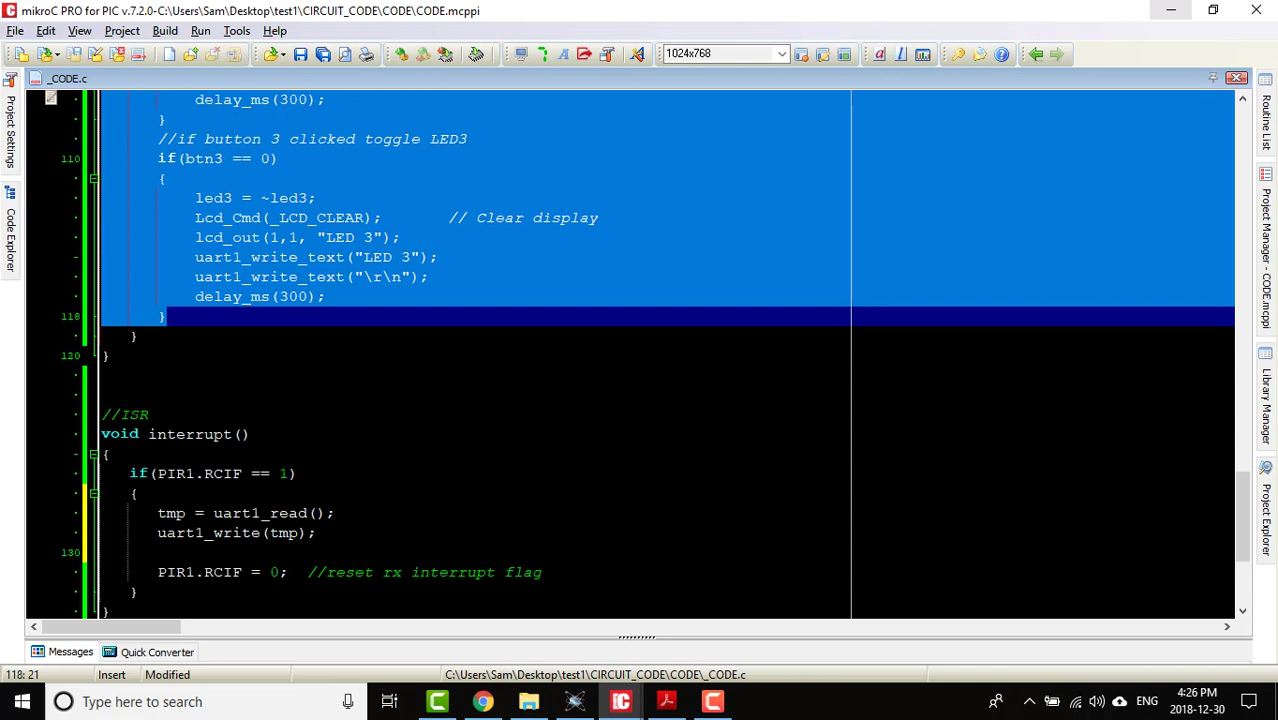 mikroC PRO for PIC v.7.2.0-C:\Users\Sam\Desktop\test1\CIRCUIT_CODE\CODE\CODE.mcppi
File Edit View Project Build Run Tools Help
1024x768
_CODE.c
delay_ms(300);
}
//if button 3 clicked toggle LED3
110 if(btn3 == 0)
{
led3 = ~led3;
Lcd_Cmd(_LCD_CLEAR); // Clear display
lcd_out(1,1, "LED 3");
uart1_write_text("LED 3");
uart1_write_text("\r\n");
delay_ms(300);
118 }
}
120 }
//ISR
void interrupt()
{
if(PIR1.RCIF == 1)
{
tmp = uart1_read();
uart1_write(tmp);
130
PIR1.RCIF = 0; //reset rx interrupt flag
}
}
Project Settings
Code Explorer
Routine List
Project Manager - CODE.mcppi
Library Manager
Project Explorer
Messages Quick Converter
118: 21 Insert Modified C:\Users\Sam\Desktop\test1\CIRCUIT_CODE\CODE\_CODE.c
Type here to search
ENG
4:26 PM
2018-12-30